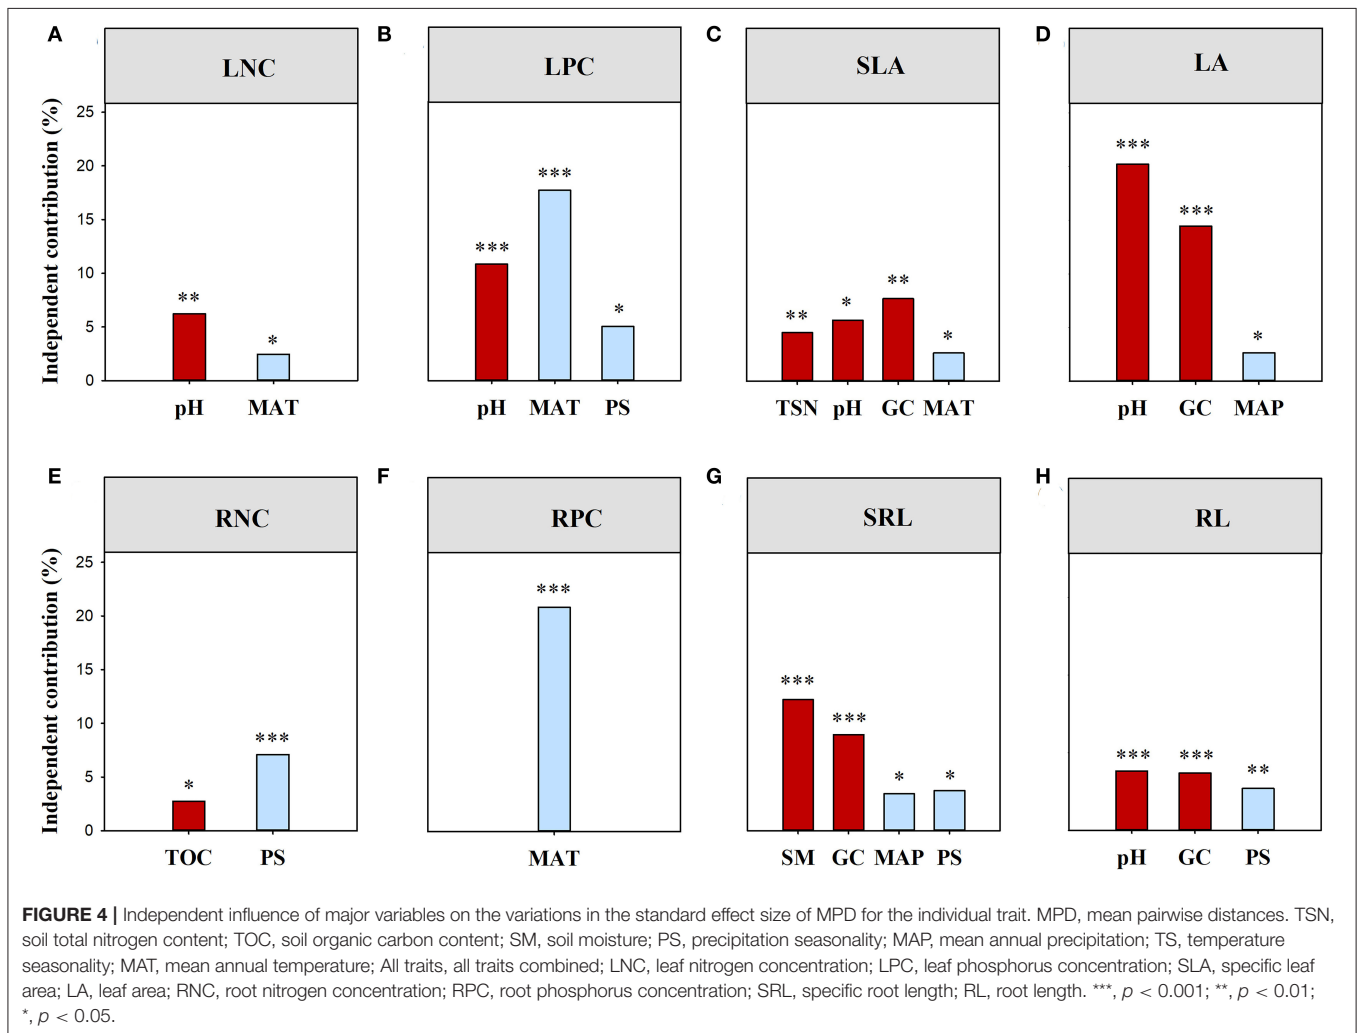 A B C D
LNC LPC SLA LA
Independent contribution (%)
25
20
15
10
5
0
** *
*** *** *
** * ** *
*** *** *
pH MAT
pH MAT PS
TSN pH GC MAT
pH GC MAP
E F G H
RNC RPC SRL RL
Independent contribution (%)
25
20
15
10
5
0
* ***
***
*** *** * *
*** *** **
TOC PS
MAT
SM GC MAP PS
pH GC PS
FIGURE 4 | Independent influence of major variables on the variations in the standard effect size of MPD for the individual trait. MPD, mean pairwise distances. TSN,
soil total nitrogen content; TOC, soil organic carbon content; SM, soil moisture; PS, precipitation seasonality; MAP, mean annual precipitation; TS, temperature
seasonality; MAT, mean annual temperature; All traits, all traits combined; LNC, leaf nitrogen concentration; LPC, leaf phosphorus concentration; SLA, specific leaf
area; LA, leaf area; RNC, root nitrogen concentration; RPC, root phosphorus concentration; SRL, specific root length; RL, root length. ***, p < 0.001; **, p < 0.01;
*, p < 0.05.